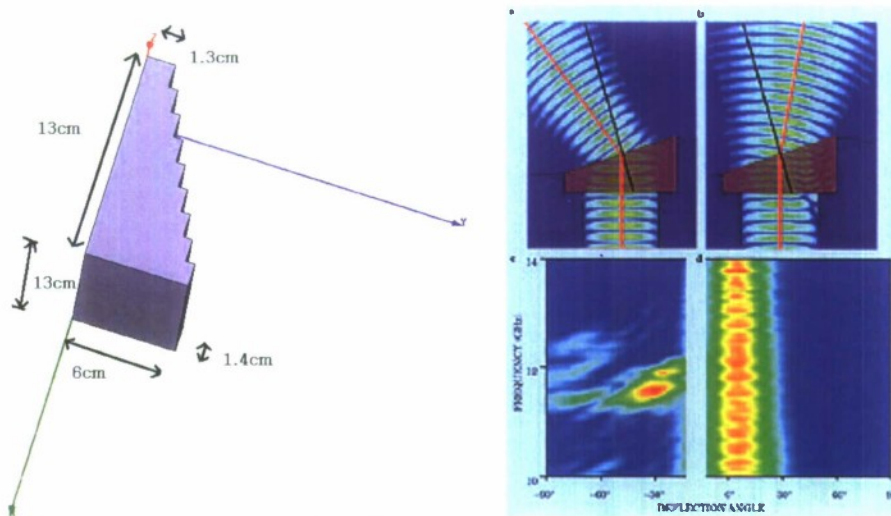 1.3cm
13cm
Y
13cm
1.4cm
6cm
a
b
c
d
14
12
10
FREQUENCY (GHz)
-90°
-60°
-30°
0°
30°
60°
DEFLECTION ANGLE